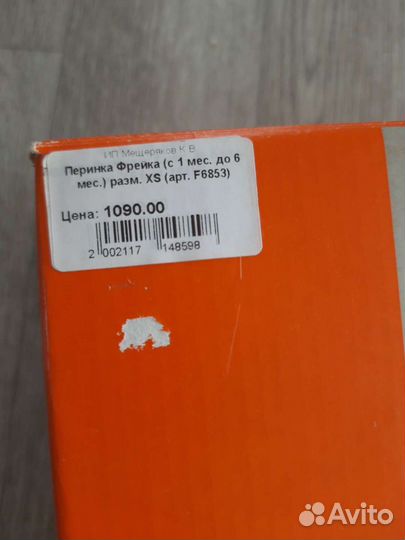 ИП Мещеряков К.В.
Перинка Фрейка (с 1 мес. до 6
мес.) разм. XS (арт. F6853)
Цена: 1090.00
2 002117 148598
Avito